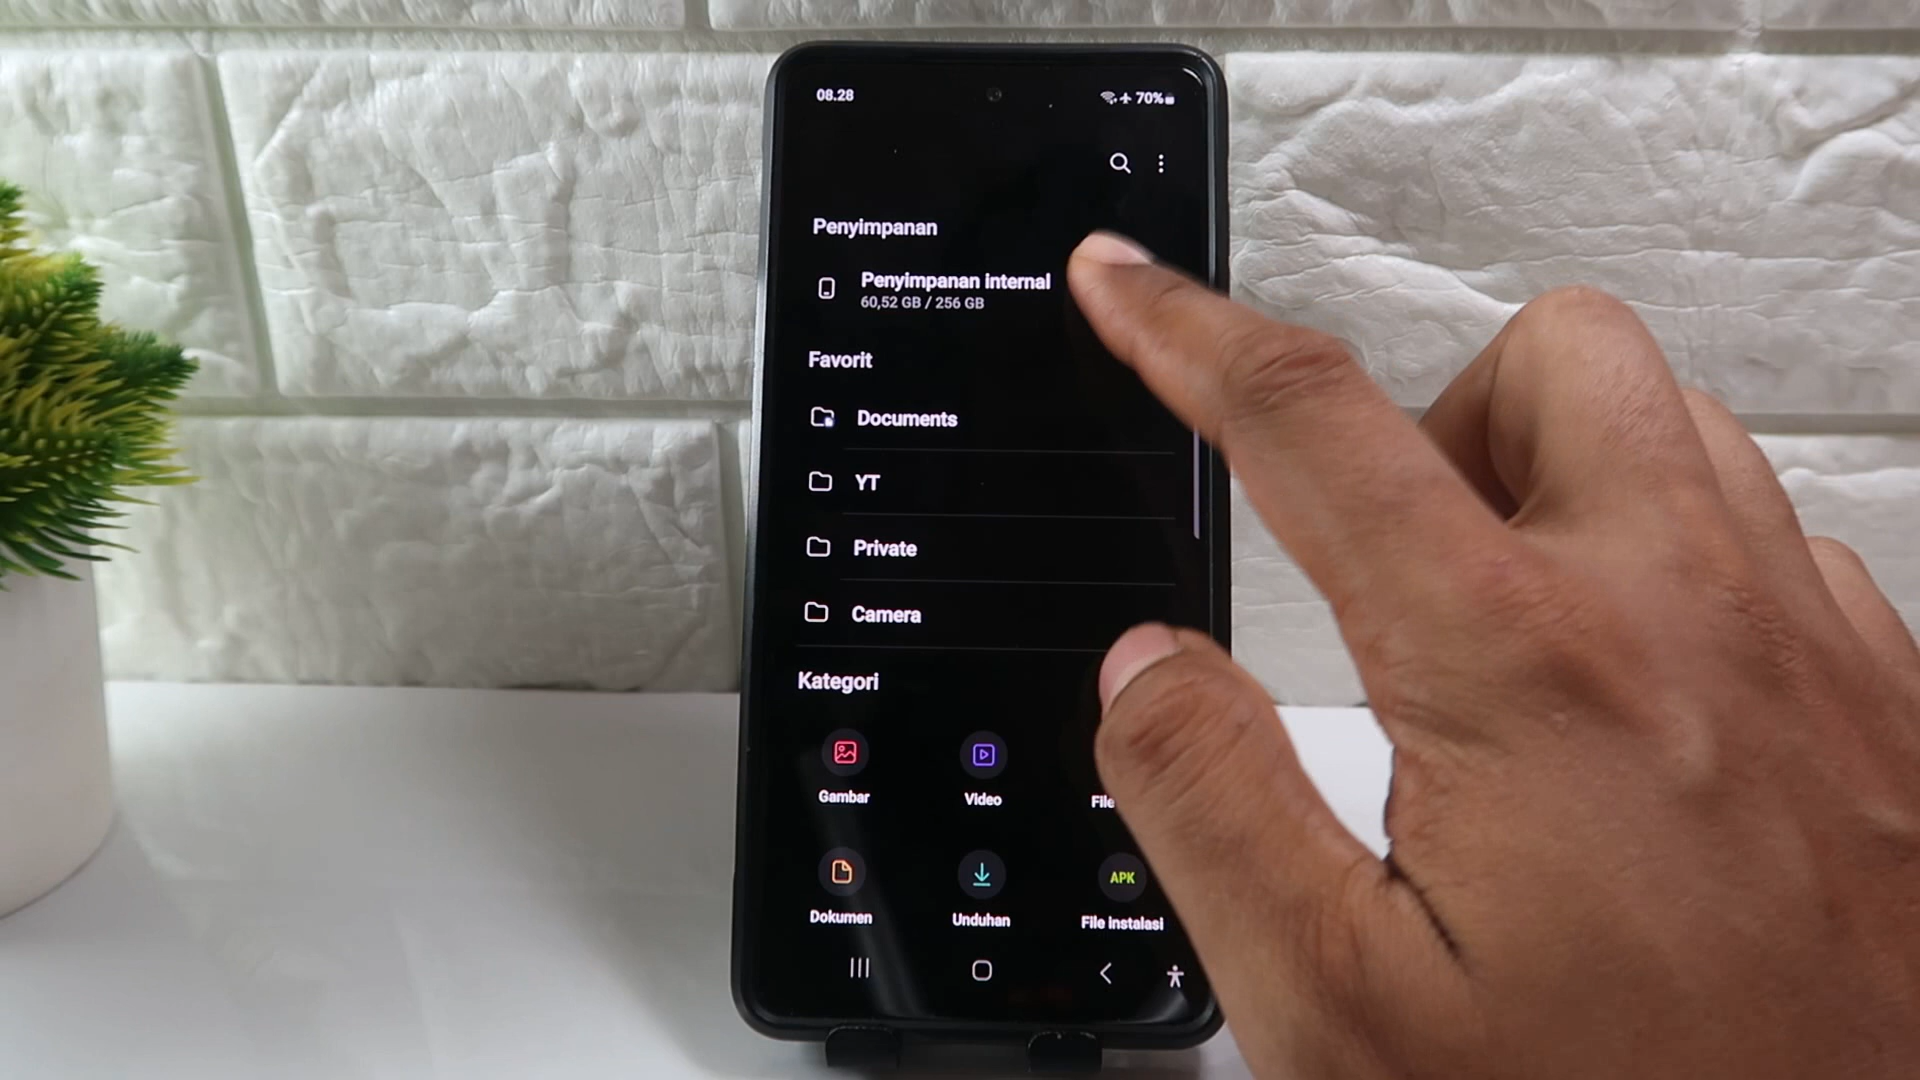 08.28
70%
Penyimpanan
Penyimpanan internal
60,52 GB / 256 GB
Favorit
Documents
YT
Private
Camera
Kategori
Gambar
Video
File
Dokumen
Unduhan
APK
File instalasi